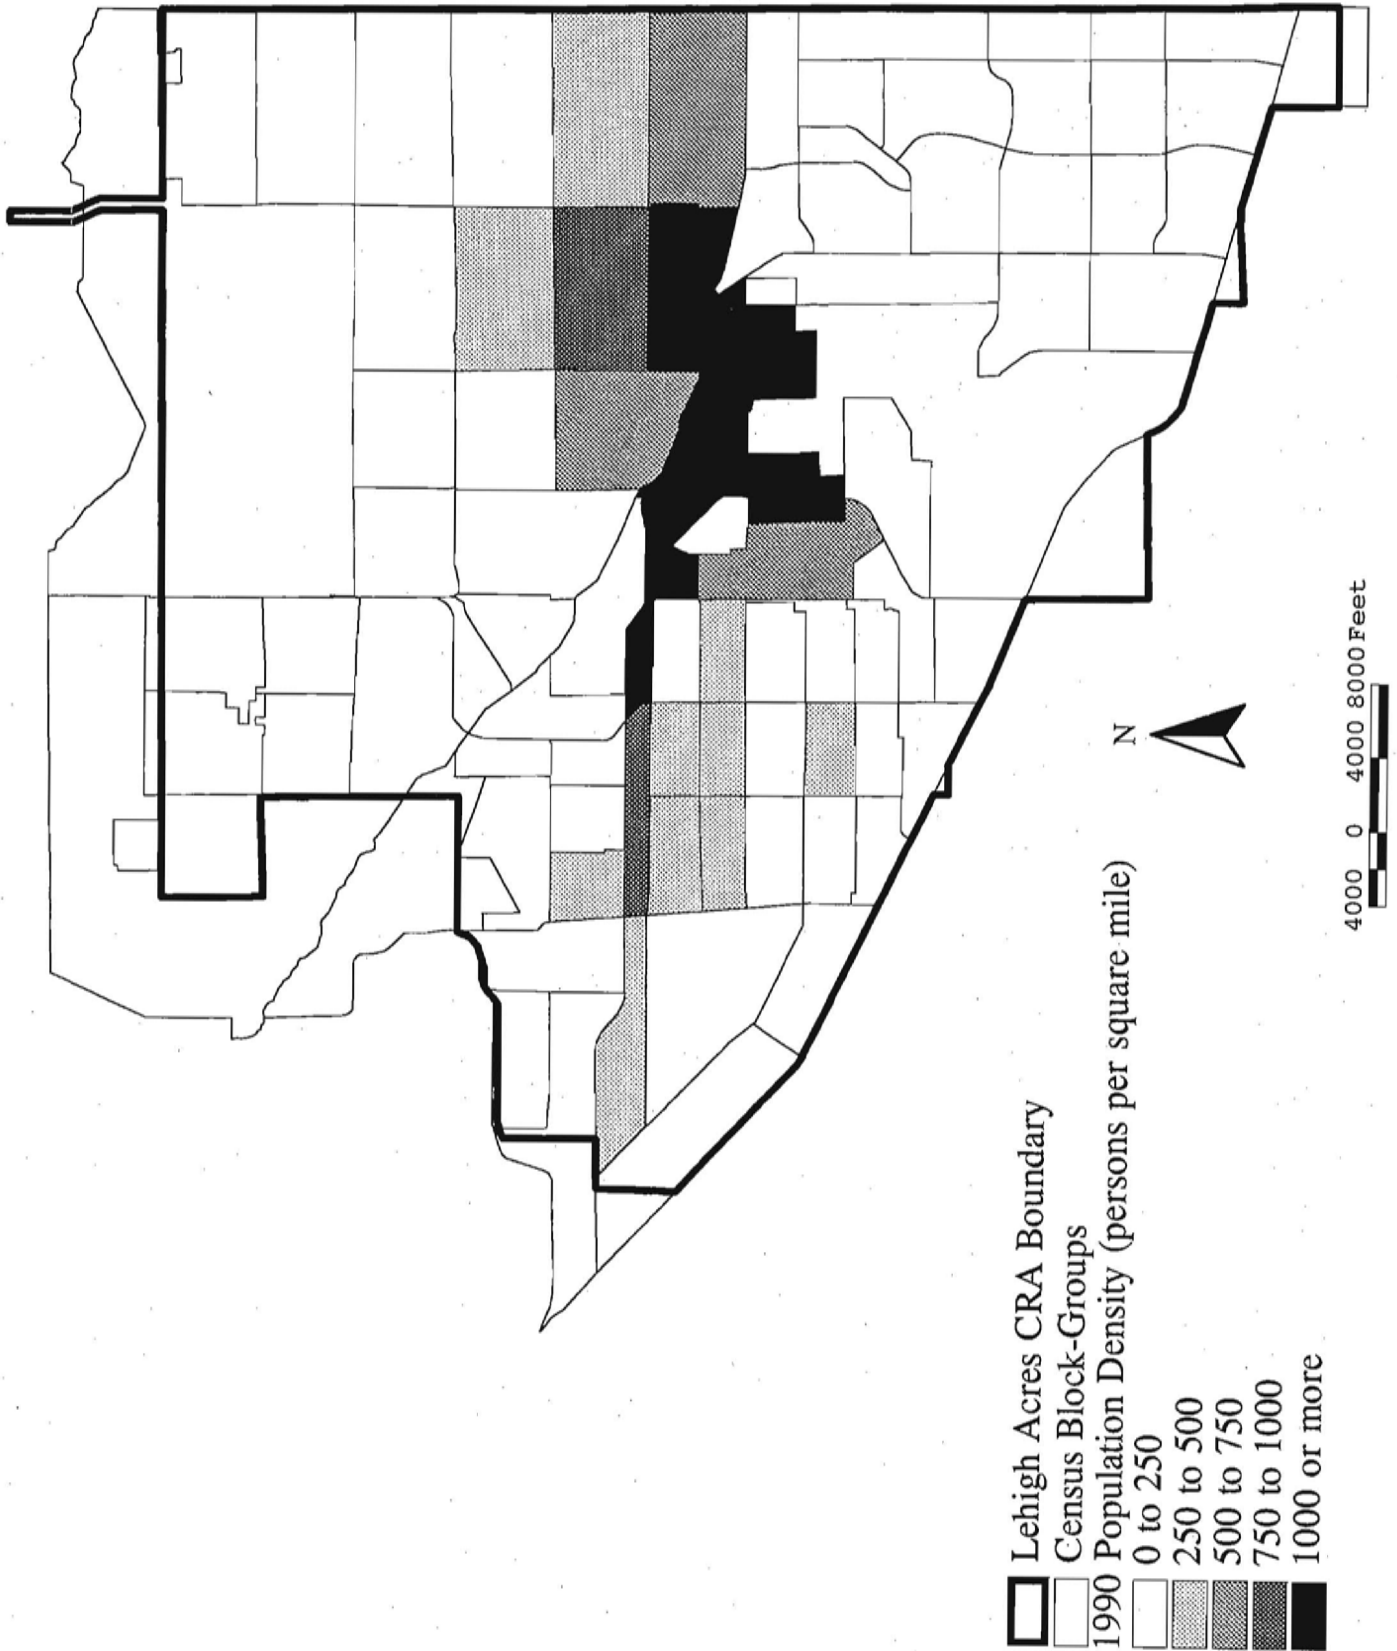 Lehigh Acres CRA Boundary
Census Block-Groups
1990 Population Density (persons per square mile)
0 to 250
250 to 500
500 to 750
750 to 1000
1000 or more
N
4000 0 4000 8000 Feet